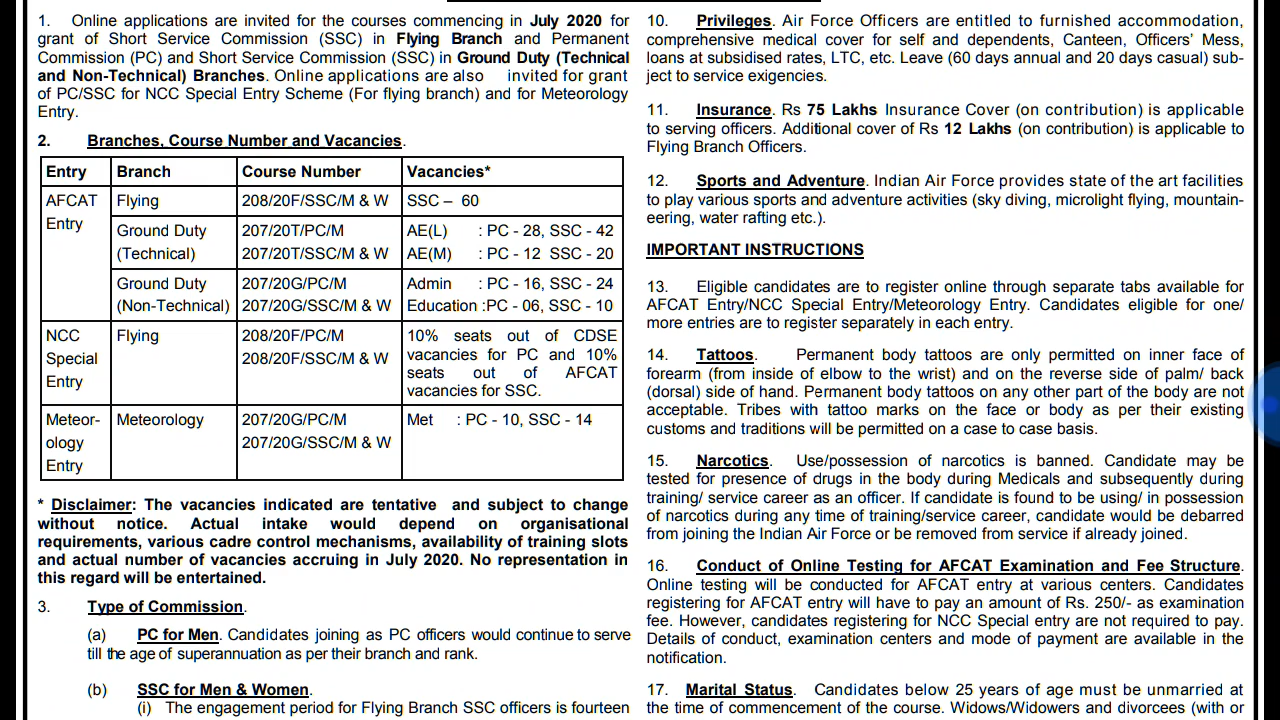 1. Online applications are invited for the courses commencing in July 2020 for
grant of Short Service Commission (SSC) in Flying Branch and Permanent
Commission (PC) and Short Service Commission (SSC) in Ground Duty (Technical
and Non-Technical) Branches. Online applications are also invited for grant
of PC/SSC for NCC Special Entry Scheme (For flying branch) and for Meteorology
Entry.
2. Branches, Course Number and Vacancies.
Entry Branch Course Number Vacancies*
AFCAT Entry Flying 208/20F/SSC/M & W SSC – 60
Ground Duty 207/20T/PC/M AE(L) : PC - 28, SSC - 42
(Technical) 207/20T/SSC/M & W AE(M) : PC - 12 SSC - 20
Ground Duty 207/20G/PC/M Admin : PC - 16, SSC - 24
(Non-Technical) 207/20G/SSC/M & W Education :PC - 06, SSC - 10
NCC Flying 208/20F/PC/M 10% seats out of CDSE
Special 208/20F/SSC/M & W vacancies for PC and 10%
Entry seats out of AFCAT
vacancies for SSC.
Meteor- Meteorology 207/20G/PC/M Met : PC - 10, SSC - 14
ology 207/20G/SSC/M & W
Entry
* Disclaimer: The vacancies indicated are tentative and subject to change
without notice. Actual intake would depend on organisational
requirements, various cadre control mechanisms, availability of training slots
and actual number of vacancies accruing in July 2020. No representation in
this regard will be entertained.
3. Type of Commission.
(a) PC for Men. Candidates joining as PC officers would continue to serve
till the age of superannuation as per their branch and rank.
(b) SSC for Men & Women.
(i) The engagement period for Flying Branch SSC officers is fourteen
10. Privileges. Air Force Officers are entitled to furnished accommodation,
comprehensive medical cover for self and dependents, Canteen, Officers' Mess,
loans at subsidised rates, LTC, etc. Leave (60 days annual and 20 days casual) sub-
ject to service exigencies.
11. Insurance. Rs 75 Lakhs Insurance Cover (on contribution) is applicable
to serving officers. Additional cover of Rs 12 Lakhs (on contribution) is applicable to
Flying Branch Officers.
12. Sports and Adventure. Indian Air Force provides state of the art facilities
to play various sports and adventure activities (sky diving, microlight flying, mountain-
eering, water rafting etc.).
IMPORTANT INSTRUCTIONS
13. Eligible candidates are to register online through separate tabs available for
AFCAT Entry/NCC Special Entry/Meteorology Entry. Candidates eligible for one/
more entries are to register separately in each entry.
14. Tattoos. Permanent body tattoos are only permitted on inner face of
forearm (from inside of elbow to the wrist) and on the reverse side of palm/ back
(dorsal) side of hand. Permanent body tattoos on any other part of the body are not
acceptable. Tribes with tattoo marks on the face or body as per their existing
customs and traditions will be permitted on a case to case basis.
15. Narcotics. Use/possession of narcotics is banned. Candidate may be
tested for presence of drugs in the body during Medicals and subsequently during
training/ service career as an officer. If candidate is found to be using/ in possession
of narcotics during any time of training/service career, candidate would be debarred
from joining the Indian Air Force or be removed from service if already joined.
16. Conduct of Online Testing for AFCAT Examination and Fee Structure.
Online testing will be conducted for AFCAT entry at various centers. Candidates
registering for AFCAT entry will have to pay an amount of Rs. 250/- as examination
fee. However, candidates registering for NCC Special entry are not required to pay.
Details of conduct, examination centers and mode of payment are available in the
notification.
17. Marital Status. Candidates below 25 years of age must be unmarried at
the time of commencement of the course. Widows/Widowers and divorcees (with or